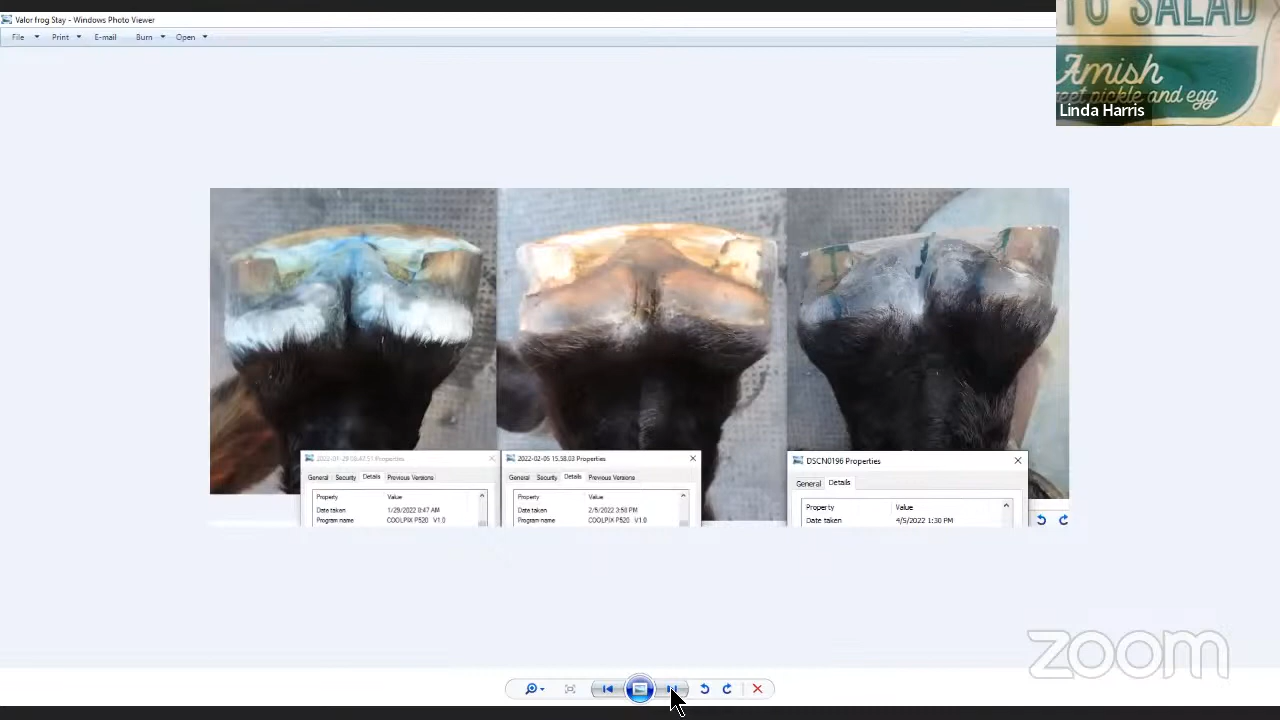 Valor frog Stay - Windows Photo Viewer
File Print E-mail Burn Open
TO SALAD
Amish
pickle and egg
Linda Harris
2022-02-05 15.58.03 Properties
DSCN0196 Properties
General Security Details Previous Versions
General Security Details Previous Versions
General Details
Property Value
Property Value
Property Value
Date taken 1/29/2022 8:47 AM
Date taken 2/5/2022 3:58 PM
Date taken 4/5/2022 1:30 PM
Program name COOLPIX P520 V1.0
Program name COOLPIX P520 V1.0
zoom